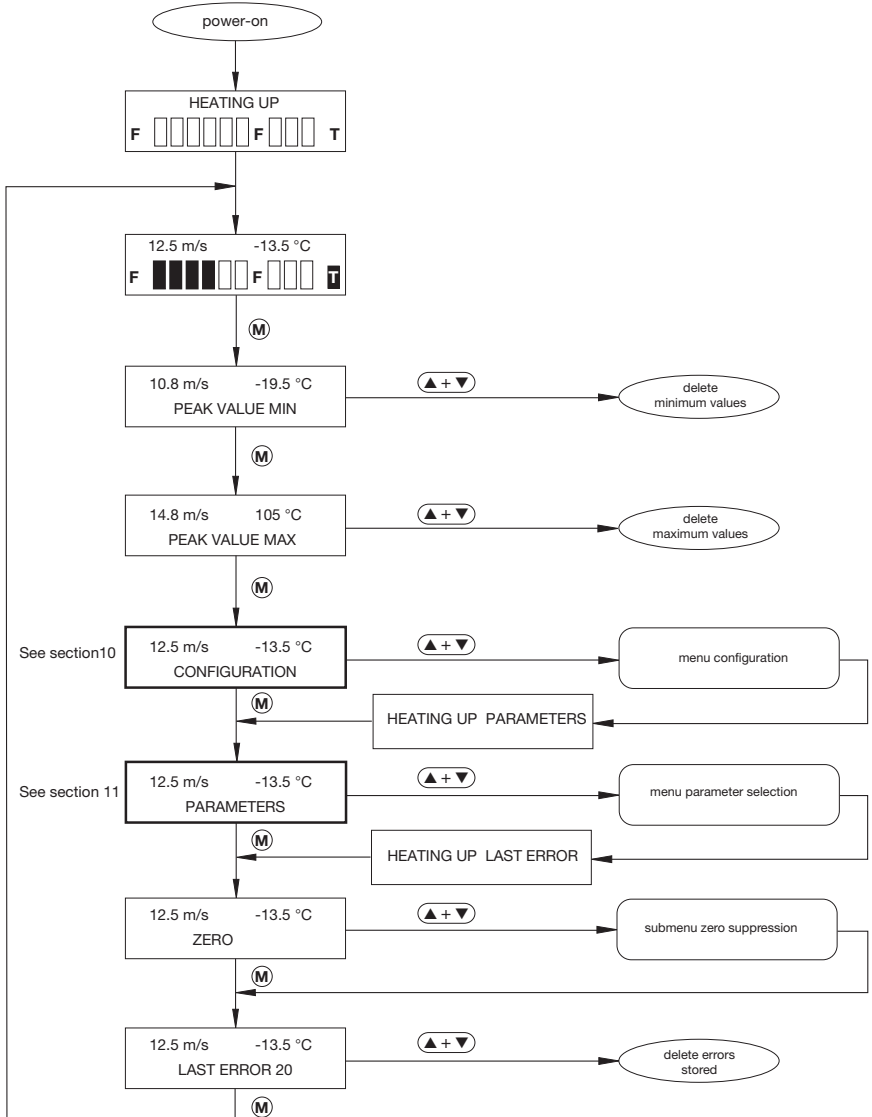 power-on
HEATING UP
F F T
12.5 m/s -13.5 °C
F F T
M
10.8 m/s -19.5 °C
PEAK VALUE MIN
▲ + ▼
delete
minimum values
M
14.8 m/s 105 °C
PEAK VALUE MAX
▲ + ▼
delete
maximum values
M
See section10
12.5 m/s -13.5 °C
CONFIGURATION
▲ + ▼
menu configuration
M
HEATING UP PARAMETERS
See section 11
12.5 m/s -13.5 °C
PARAMETERS
▲ + ▼
menu parameter selection
M
HEATING UP LAST ERROR
12.5 m/s -13.5 °C
ZERO
▲ + ▼
submenu zero suppression
M
12.5 m/s -13.5 °C
LAST ERROR 20
▲ + ▼
delete errors
stored
M